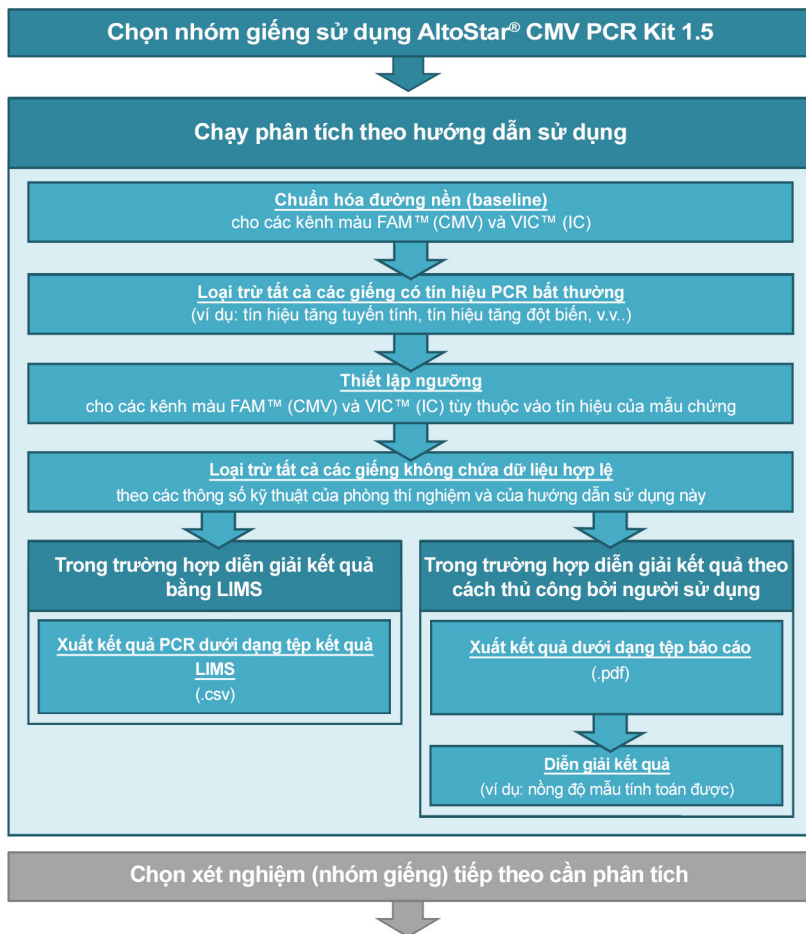 Chọn nhóm giếng sử dụng AltoStar® CMV PCR Kit 1.5
Chạy phân tích theo hướng dẫn sử dụng
Chuẩn hóa đường nền (baseline)
cho các kênh màu FAM™ (CMV) và VIC™ (IC)
Loại trừ tất cả các giếng có tín hiệu PCR bất thường
(ví dụ: tín hiệu tăng tuyến tính, tín hiệu tăng đột biến, v.v..)
Thiết lập ngưỡng
cho các kênh màu FAM™ (CMV) và VIC™ (IC) tùy thuộc vào tín hiệu của mẫu chứng
Loại trừ tất cả các giếng không chứa dữ liệu hợp lệ
theo các thông số kỹ thuật của phòng thí nghiệm và của hướng dẫn sử dụng này
Trong trường hợp diễn giải kết quả
bằng LIMS
Xuất kết quả PCR dưới dạng tệp kết quả
LIMS
(.csv)
Trong trường hợp diễn giải kết quả theo
cách thủ công bởi người sử dụng
Xuất kết quả dưới dạng tệp báo cáo
(.pdf)
Diễn giải kết quả
(ví dụ: nồng độ mẫu tính toán được)
Chọn xét nghiệm (nhóm giếng) tiếp theo cần phân tích